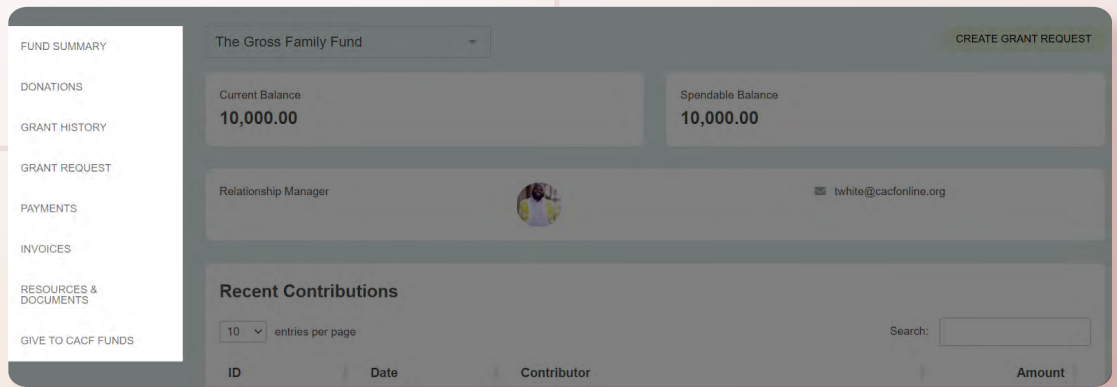 FUND SUMMARY
DONATIONS
GRANT HISTORY
GRANT REQUEST
PAYMENTS
INVOICES
RESOURCES &
DOCUMENTS
GIVE TO CACF FUNDS
The Gross Family Fund
CREATE GRANT REQUEST
Current Balance
10,000.00
Spendable Balance
10,000.00
Relationship Manager
twhite@cacfonline.org
Recent Contributions
10 entries per page
Search:
ID Date Contributor Amount